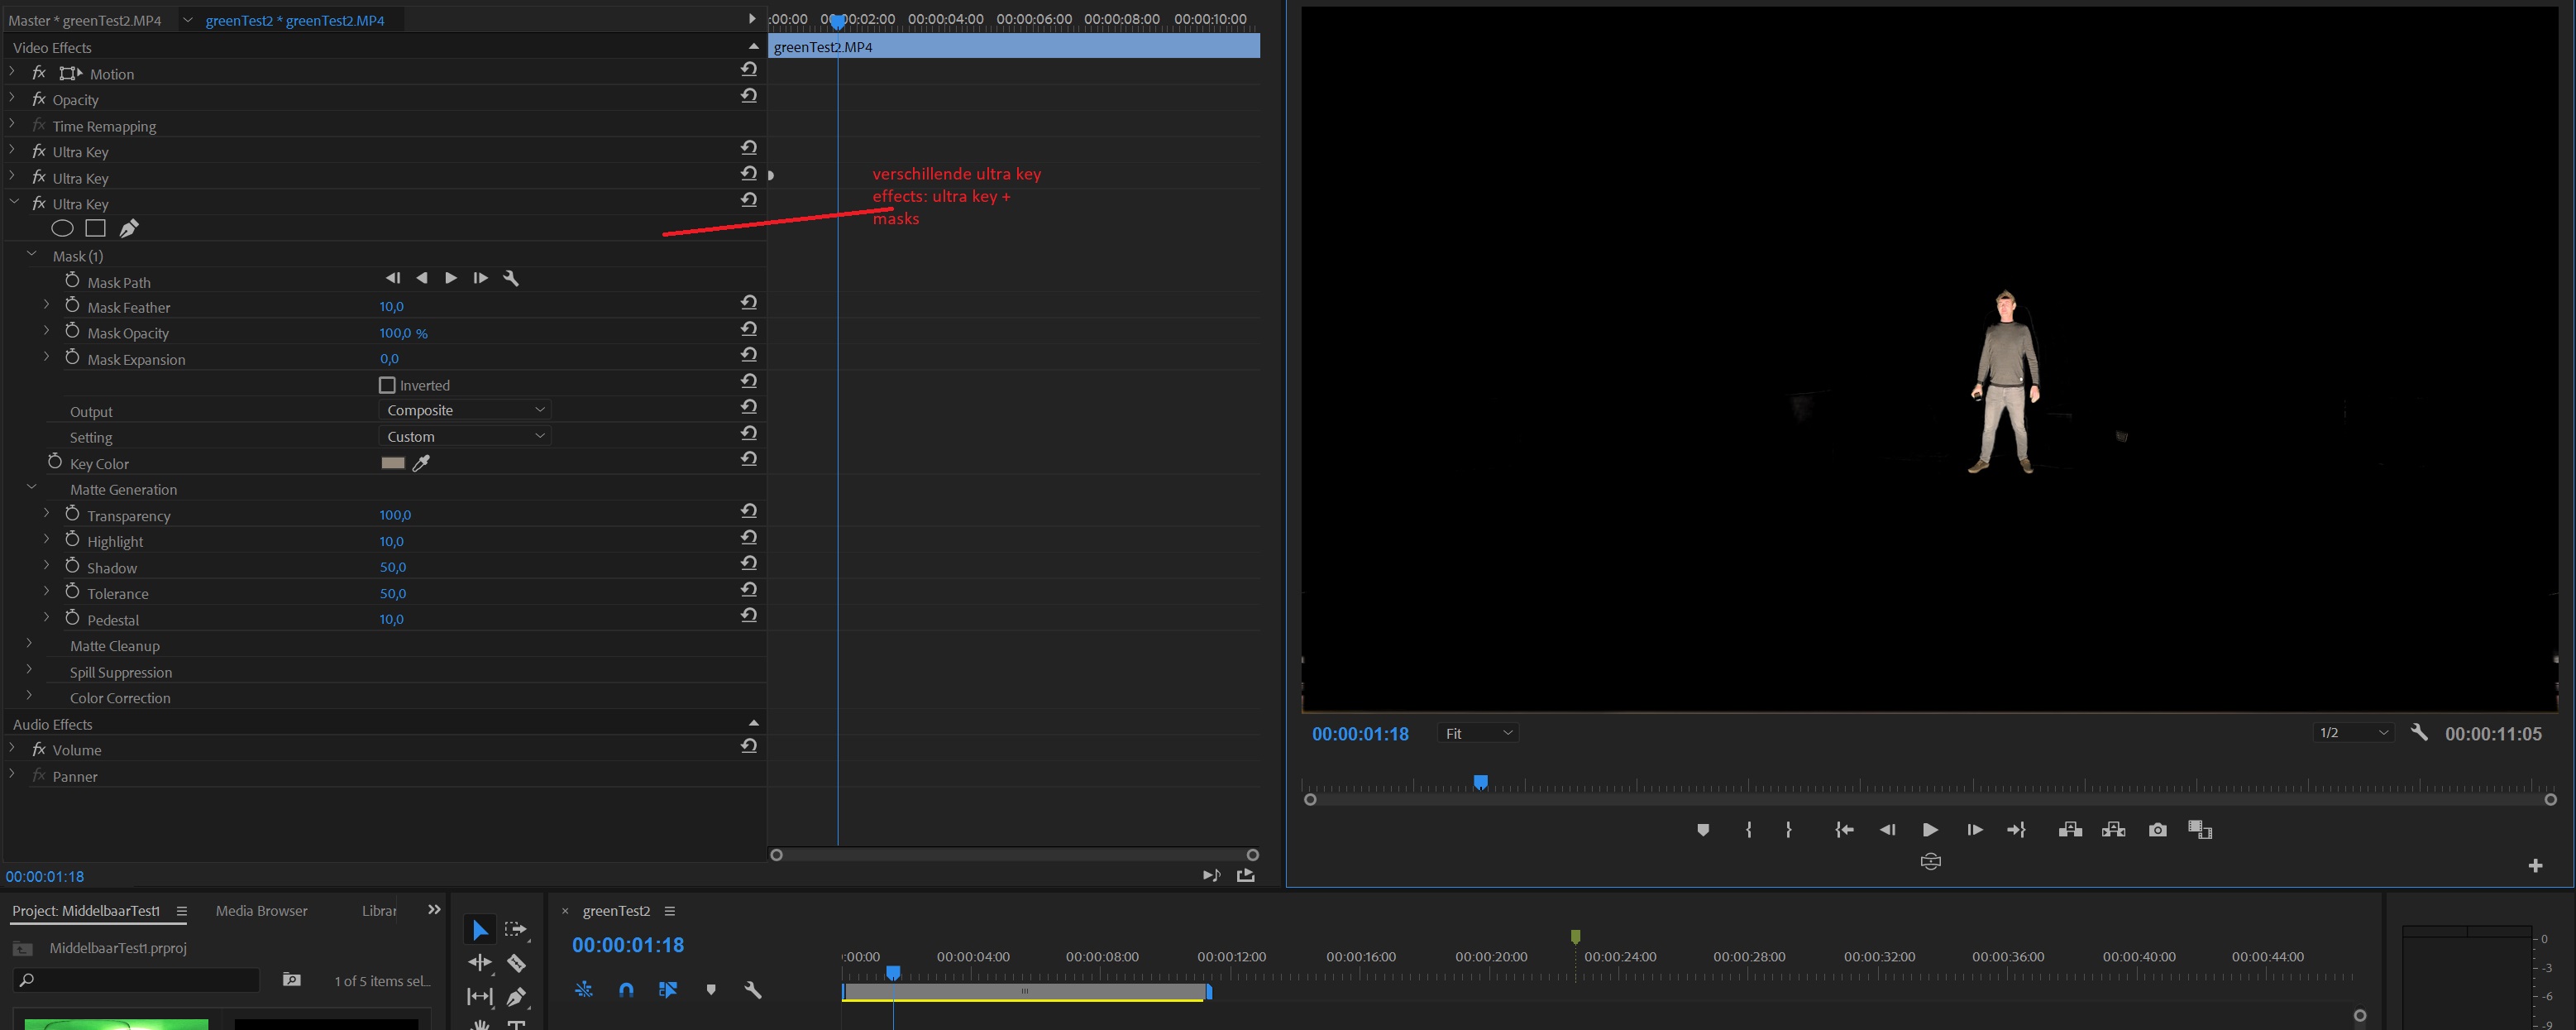 Master * greenTest2.MP4
greenTest2 * greenTest2.MP4
:00:00 00:00:02:00 00:00:04:00 00:00:06:00 00:00:08:00 00:00:10:00
Video Effects
greenTest2.MP4
fx Motion
fx Opacity
fx Time Remapping
fx Ultra Key
fx Ultra Key
fx Ultra Key
verschillende ultra key
effects: ultra key +
masks
Mask (1)
Mask Path
Mask Feather 10,0
Mask Opacity 100,0 %
Mask Expansion 0,0
Inverted
Output Composite
Setting Custom
Key Color
Matte Generation
Transparency 100,0
Highlight 10,0
Shadow 50,0
Tolerance 50,0
Pedestal 10,0
Matte Cleanup
Spill Suppression
Color Correction
Audio Effects
fx Volume
fx Panner
00:00:01:18
00:00:01:18 Fit 1/2 00:00:11:05
Project: MiddelbaarTest1 Media Browser Librar
MiddelbaarTest1.prproj
1 of 5 items sel...
× greenTest2
00:00:01:18
:00:00 00:00:04:00 00:00:08:00 00:00:12:00 00:00:16:00 00:00:20:00 00:00:24:00 00:00:28:00 00:00:32:00 00:00:36:00 00:00:40:00 00:00:44:00
0
-3
-6
-9